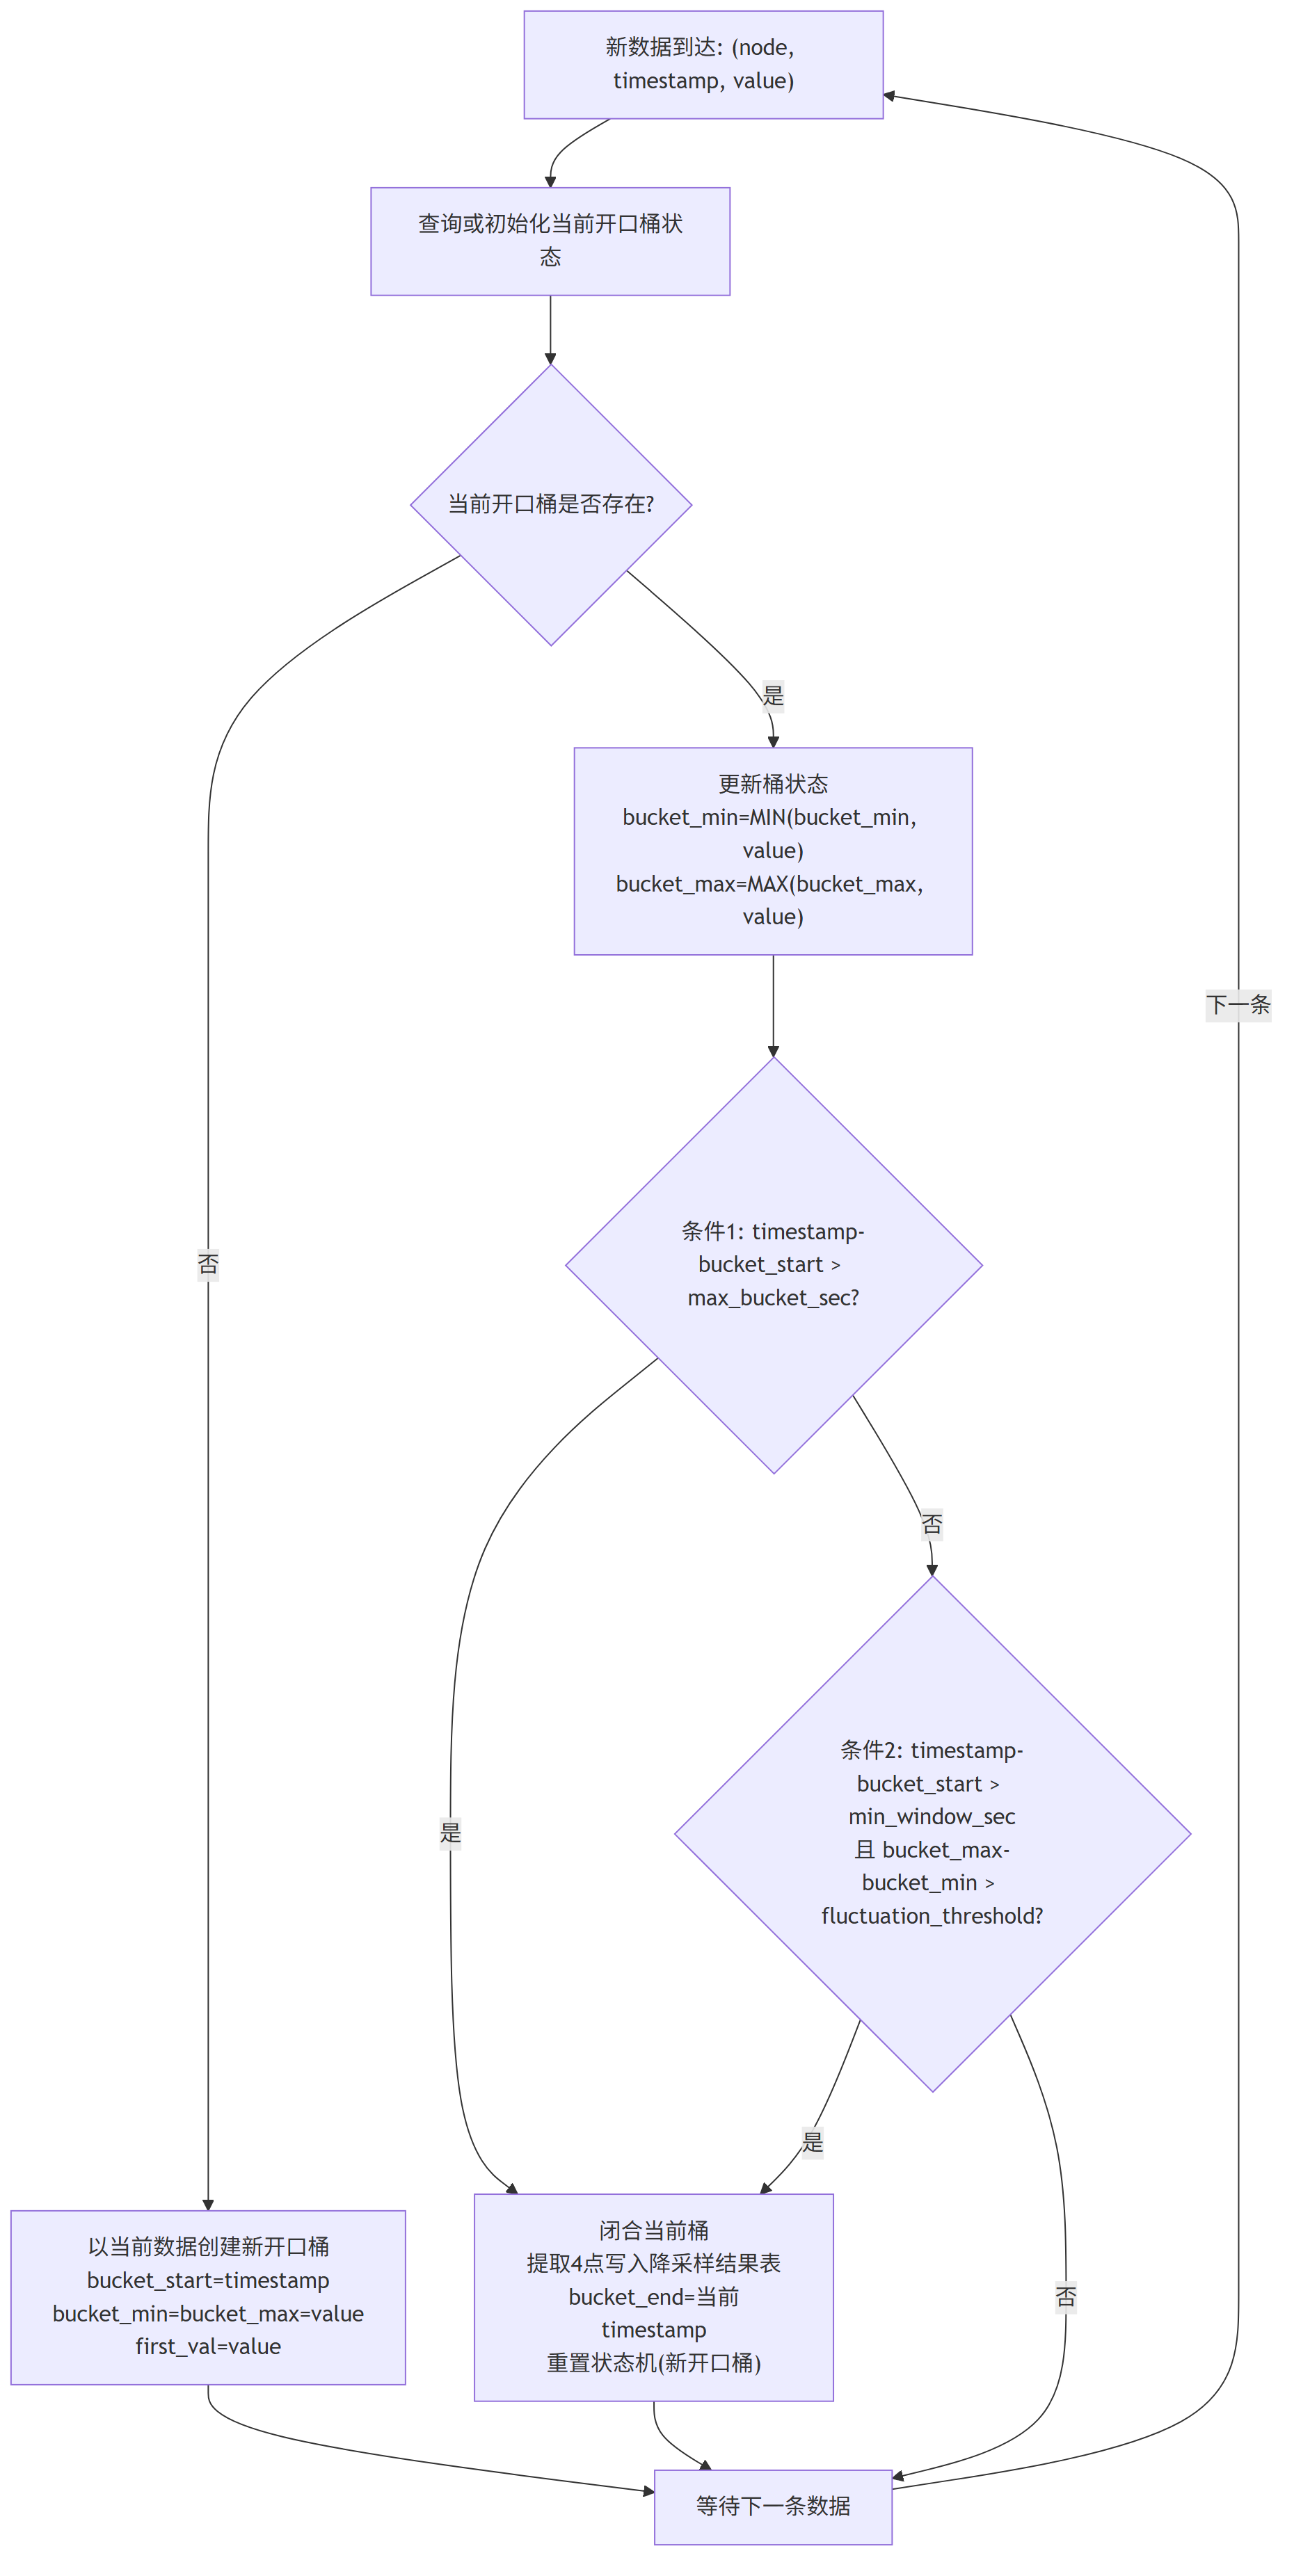 新数据到达: (node,
timestamp, value)
查询或初始化当前开口桶状
态
当前开口桶是否存在?
是
更新桶状态
bucket_min=MIN(bucket_min,
value)
bucket_max=MAX(bucket_max,
value)
下一条
条件1: timestamp-
bucket_start >
max_bucket_sec?
否
否
条件2: timestamp-
bucket_start >
min_window_sec
且 bucket_max-
bucket_min >
fluctuation_threshold?
是
是
否
以当前数据创建新开口桶
bucket_start=timestamp
bucket_min=bucket_max=value
first_val=value
闭合当前桶
提取4点写入降采样结果表
bucket_end=当前
timestamp
重置状态机(新开口桶)
等待下一条数据